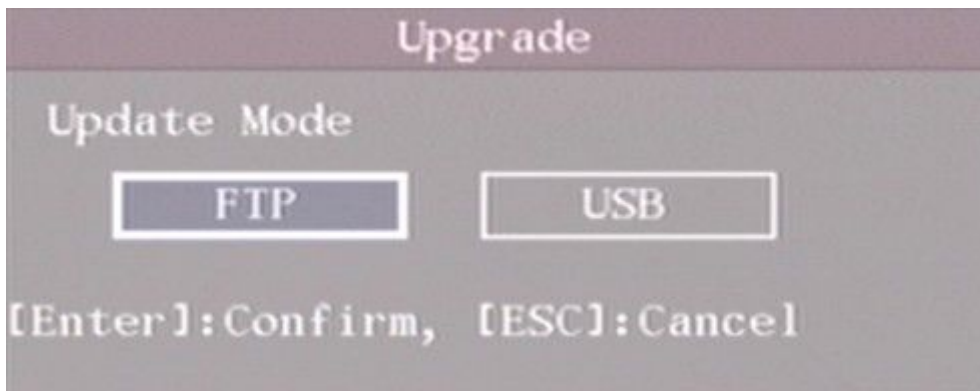 Upgrade
Update Mode
FTP USB
[Enter]:Confirm, [ESC]:Cancel